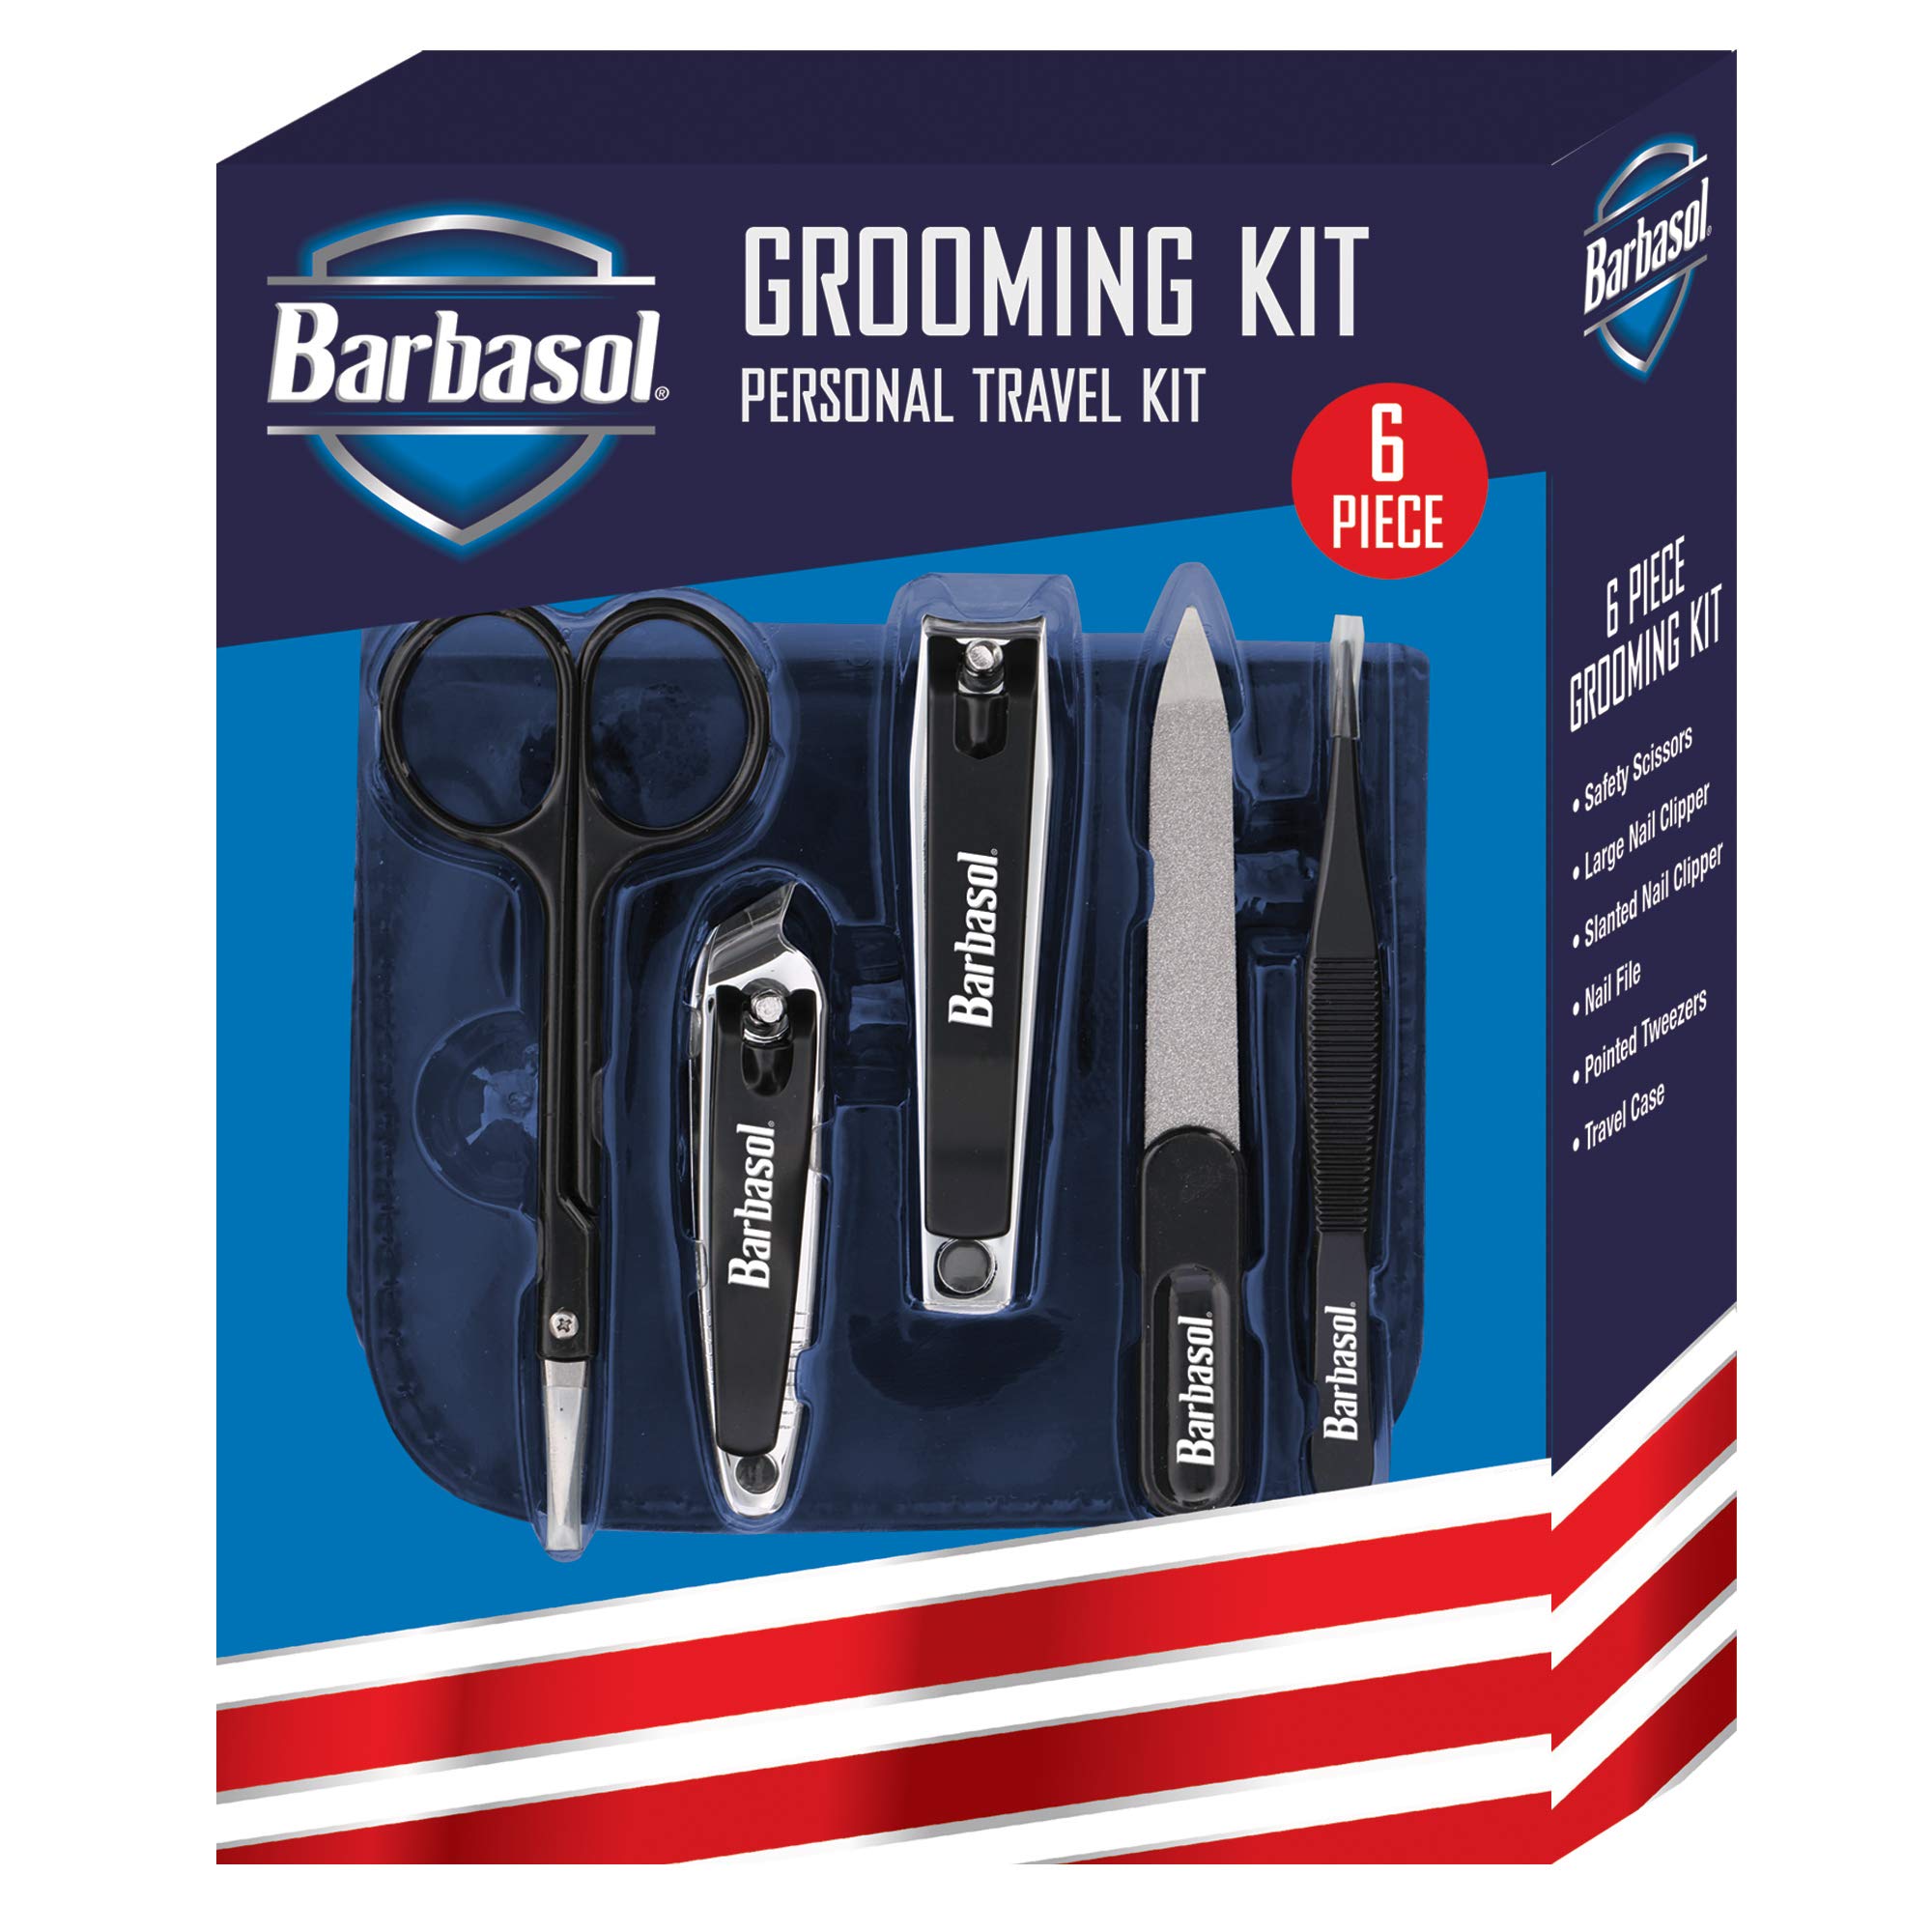 Barbasol®
GROOMING KIT
PERSONAL TRAVEL KIT
6
PIECE
Barbasol®
Barbasol®
Barbasol®
Barbasol®
Barbasol®
6 PIECE
GROOMING KIT
• Safety Scissors
• Large Nail Clipper
• Slanted Nail Clipper
• Nail File
• Pointed Tweezers
• Travel Case